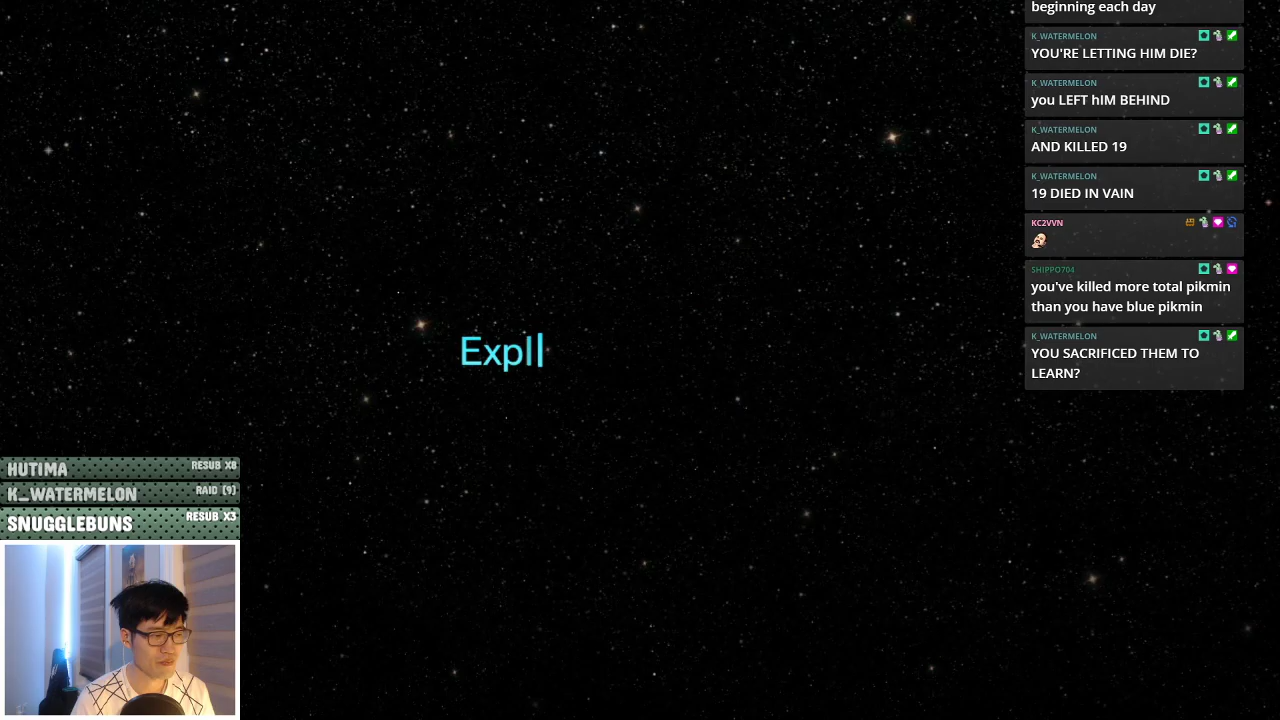 beginning each day
K_WATERMELON
YOU'RE LETTING HIM DIE?
K_WATERMELON
you LEFT hIM BEHIND
K_WATERMELON
AND KILLED 19
K_WATERMELON
19 DIED IN VAIN
KC2VVN
SHIPPO704
you've killed more total pikmin
than you have blue pikmin
K_WATERMELON
YOU SACRIFICED THEM TO
LEARN?
Expl
HUTIMA RESUB X8
K_WATERMELON RAID (9)
SNUGGLEBUNS RESUB X3